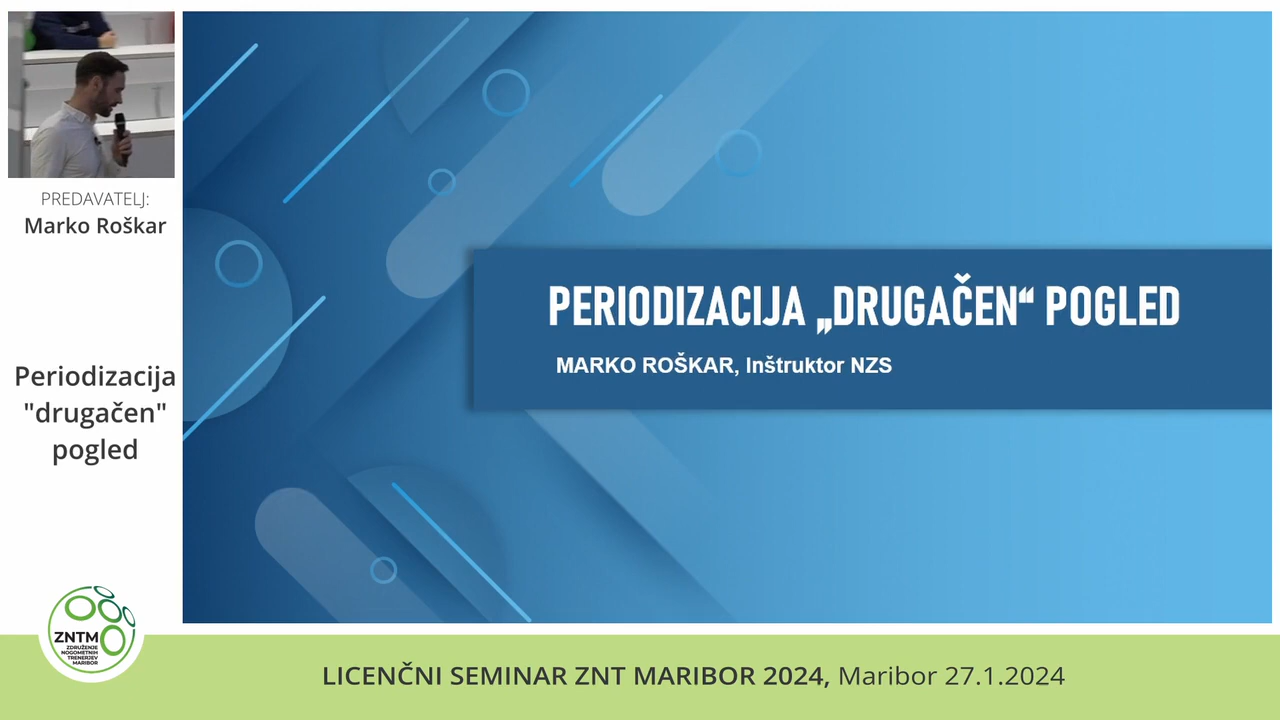 PREDAVATELJ:
Marko Roškar
Periodizacija
"drugačen"
pogled
PERIODIZACIJA „DRUGAČEN“ POGLED
MARKO ROŠKAR, Inštruktor NZS
ZNTM
ZDRUŽENJE
NOGOMETNIH
TRENERJEV
MARIBOR
LICENČNI SEMINAR ZNT MARIBOR 2024, Maribor 27.1.2024